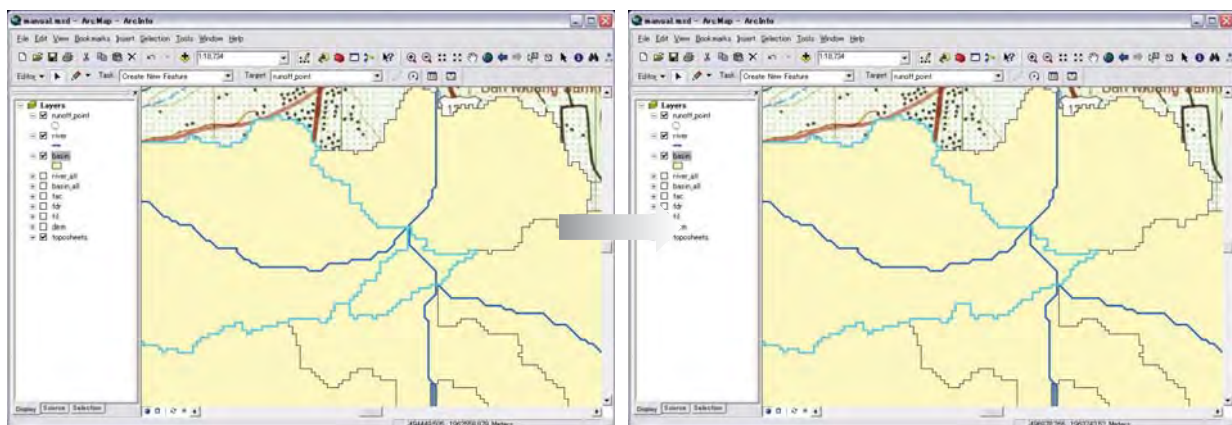 manual.mxd - ArcMap - ArcInfo
File Edit View Bookmarks Insert Selection Tools Window Help
1:18,734
Editor Task: Create New Feature Target: runoff_point
Layers
runoff_point
river
basin
river_all
basin_all
fac
fdr
fil
dem
toposheets
Display Source Selection
Meters
manual.mxd - ArcMap - ArcInfo
File Edit View Bookmarks Insert Selection Tools Window Help
1:18,734
Editor Task: Create New Feature Target: runoff_point
Layers
runoff_point
river
basin
river_all
basin_all
fac
fdr
toposheets
Display Source Selection
Meters